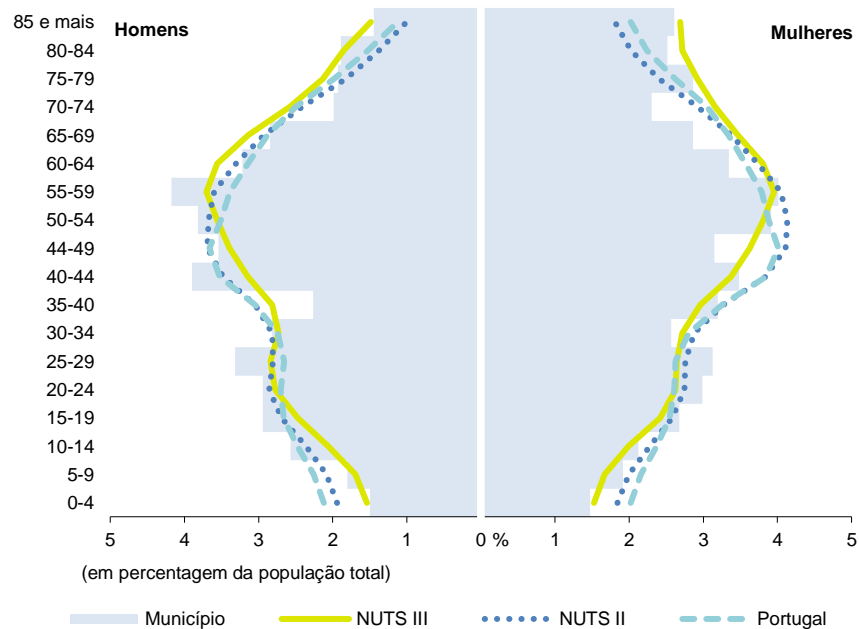 Homens
Mulheres
85 e mais
80-84
75-79
70-74
65-69
60-64
55-59
50-54
44-49
40-44
35-40
30-34
25-29
20-24
15-19
10-14
5-9
0-4
5 4 3 2 1 0 % 1 2 3 4 5
(em percentagem da população total)
Município NUTS III NUTS II Portugal